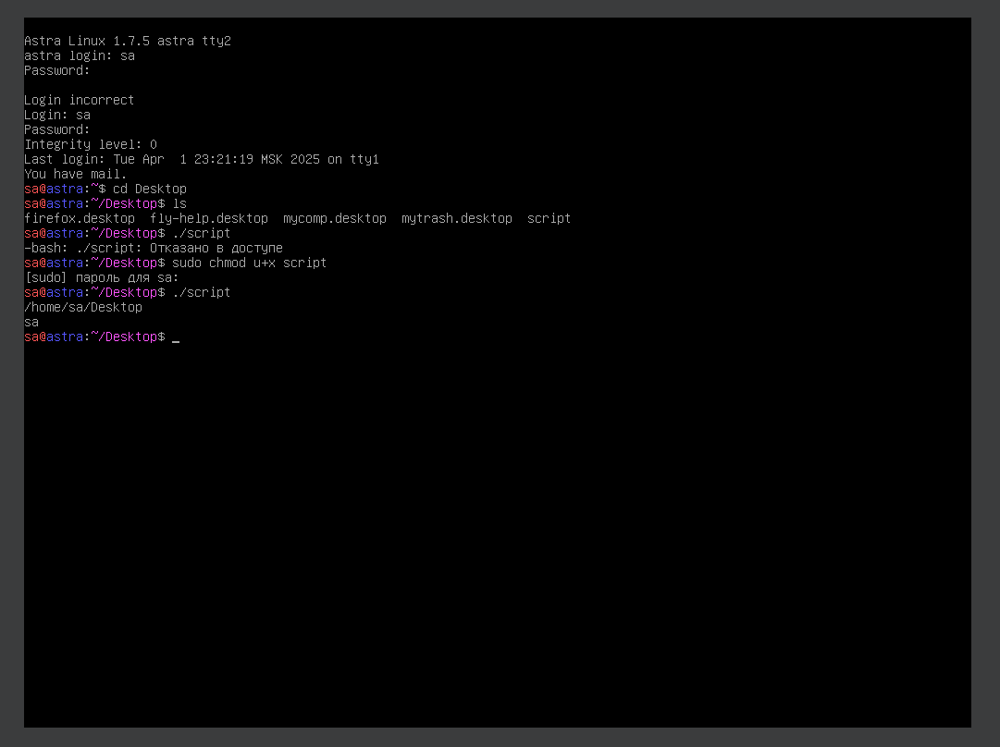 Astra Linux 1.7.5 astra tty2
astra login: sa
Password:
Login incorrect
Login: sa
Password:
Integrity level: 0
Last login: Tue Apr  1 23:21:19 MSK 2025 on tty1
You have mail.
sa@astra:~$ cd Desktop
sa@astra:~/Desktop$ ls
firefox.desktop  fly-help.desktop  mycomp.desktop  mytrash.desktop  script
sa@astra:~/Desktop$ ./script
-bash: ./script: Отказано в доступе
sa@astra:~/Desktop$ sudo chmod u+x script
[sudo] пароль для sa:
sa@astra:~/Desktop$ ./script
/home/sa/Desktop
sa
sa@astra:~/Desktop$ _